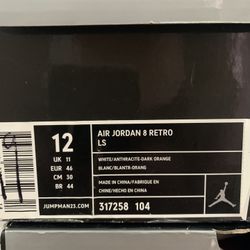 12
UK 11
EUR 46
CM 30
BR 44
JUMPMAN23.COM
AIR JORDAN 8 RETRO
LS
WHITE/ANTHRACITE-DARK ORANGE
BLANC/BLANTR-ORANG
MADE IN CHINA/FABRIQUE EN
CHINE/HECHO EN CHINA
317258 104